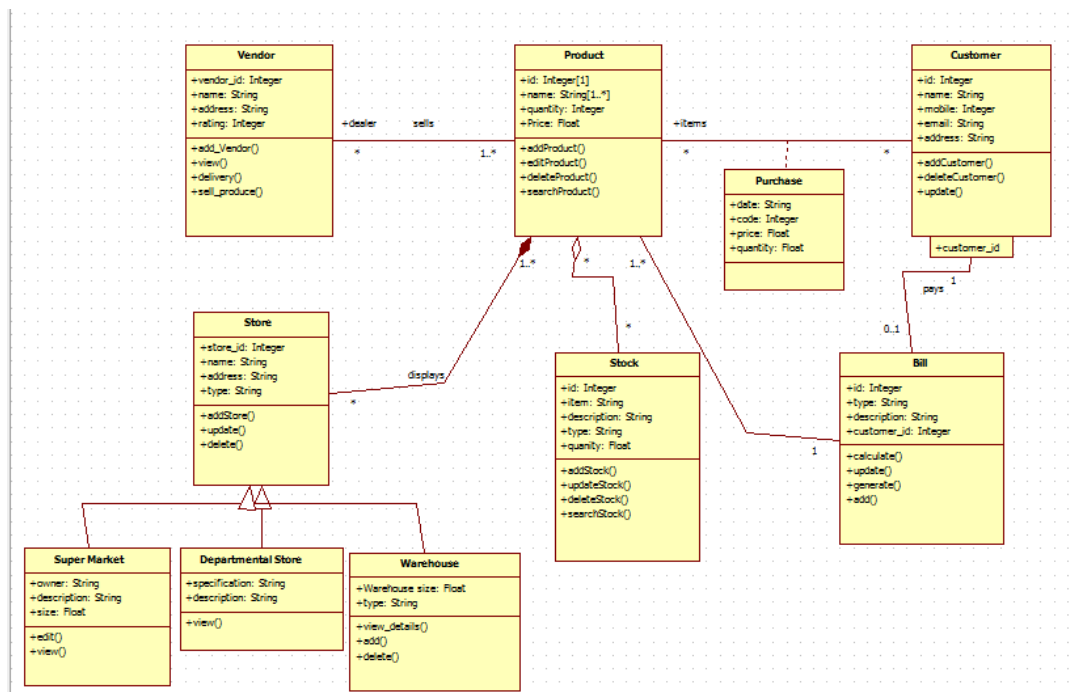 Vendor
+vendor_id: Integer
+name: String
+address: String
+rating: Integer
+add_Vendor()
+view()
+delivery()
+sell_produce()
+dealer
sells
*
1..*
Product
+id: Integer[1]
+name: String[1..*]
+quantity: Integer
+Price: Float
+addProduct()
+editProduct()
+deleteProduct()
+searchProduct()
+items
*
*
Customer
+id: Integer
+name: String
+mobile: Integer
+email: String
+address: String
+addCustomer()
+deleteCustomer()
+update()
+customer_id
Purchase
+date: String
+code: Integer
+price: Float
+quantity: Float
1..*
*
1..*
pays
1
0..1
Store
+store_id: Integer
+name: String
+address: String
+type: String
+addStore()
+update()
+delete()
displays
*
*
Stock
+id: Integer
+item: String
+description: String
+type: String
+quanity: Float
+addStock()
+updateStock()
+deleteStock()
+searchStock()
1
Bill
+id: Integer
+type: String
+description: String
+customer_id: Integer
+calculate()
+update()
+generate()
+add()
Super Market
+owner: String
+description: String
+size: Float
+edit()
+view()
Departmental Store
+specification: String
+description: String
+view()
Warehouse
+Warehouse size: Float
+type: String
+view_details()
+add()
+delete()